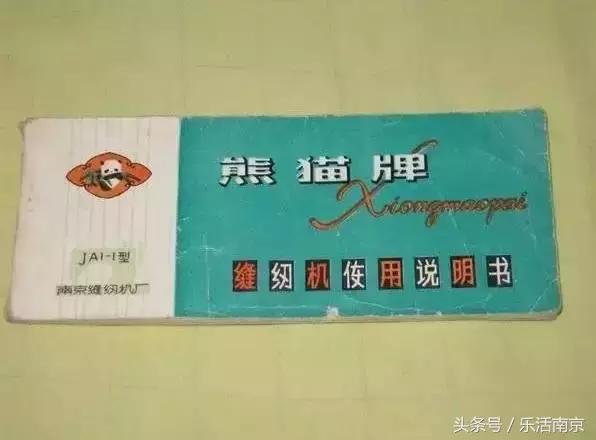 熊猫牌
Xiongmaopai
JA1-1型
缝纫机使用说明书
南京缝纫机厂
头条号/乐活南京